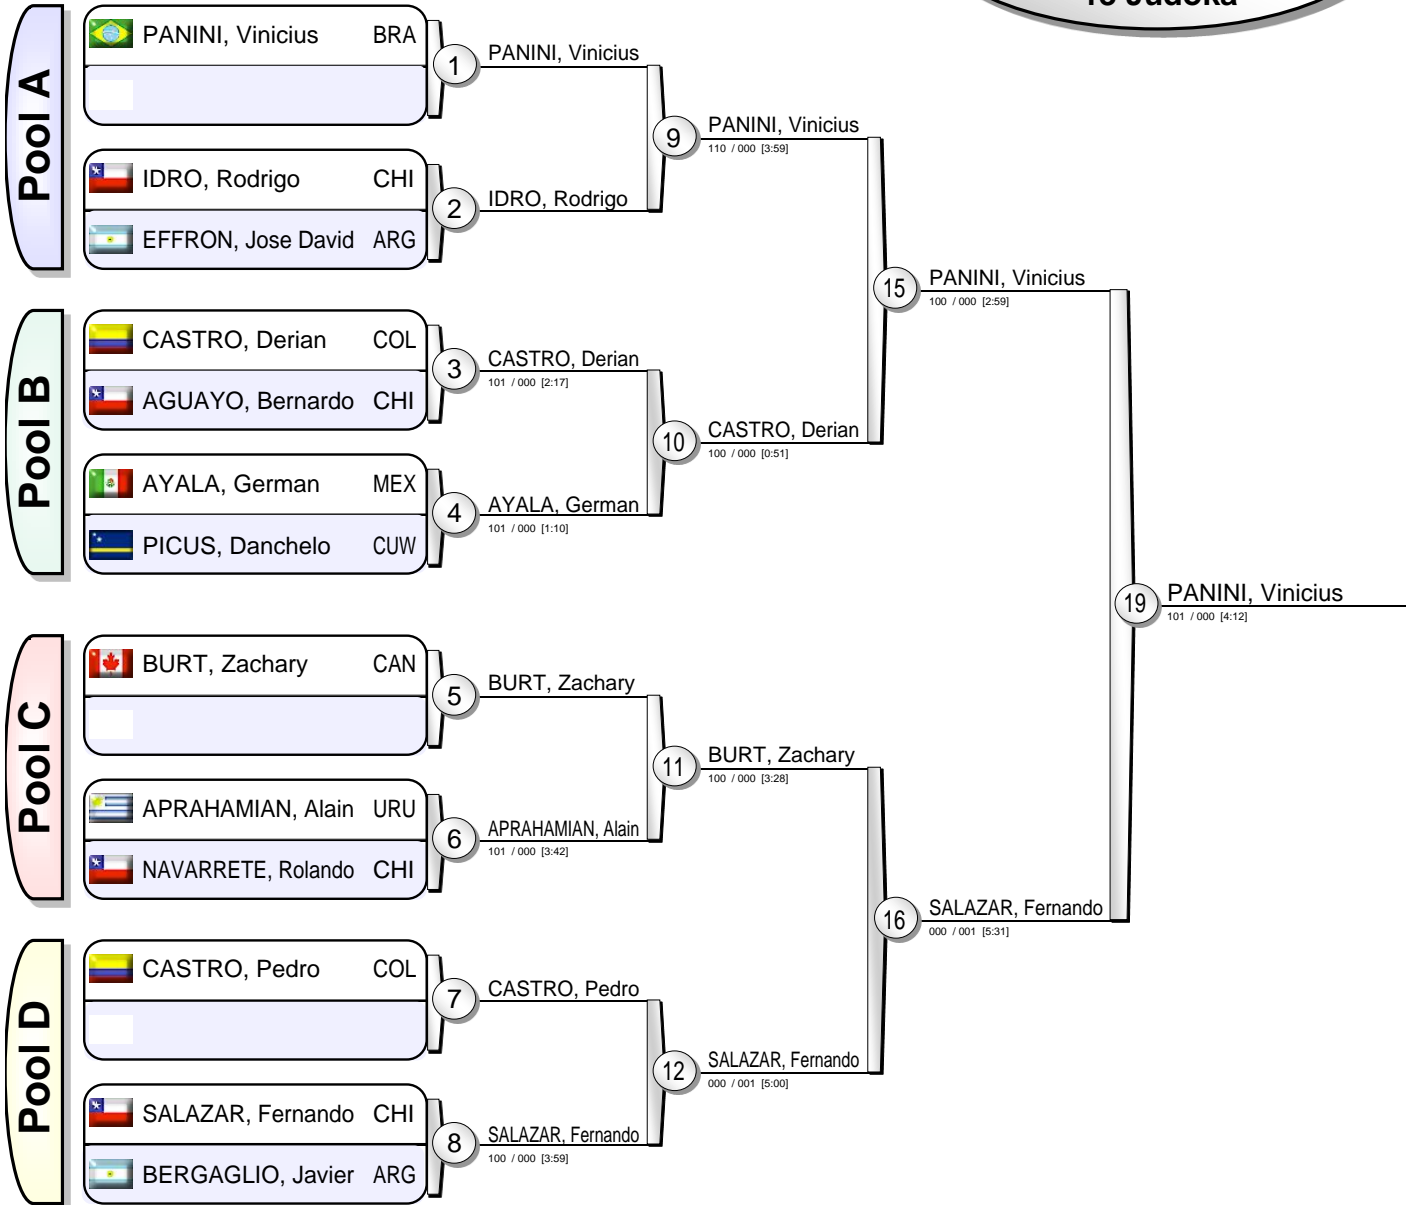 Pool A
PANINI, Vinicius BRA
IDRO, Rodrigo CHI
EFFRON, Jose David ARG
Pool B
CASTRO, Derian COL
AGUAYO, Bernardo CHI
AYALA, German MEX
PICUS, Danchelo CUW
Pool C
BURT, Zachary CAN
APRAHAMIAN, Alain URU
NAVARRETE, Rolando CHI
Pool D
CASTRO, Pedro COL
SALAZAR, Fernando CHI
BERGAGLIO, Javier ARG
1
PANINI, Vinicius
2
IDRO, Rodrigo
3
CASTRO, Derian
101 / 000 [2:17]
4
AYALA, German
101 / 000 [1:10]
5
BURT, Zachary
6
APRAHAMIAN, Alain
101 / 000 [3:42]
7
CASTRO, Pedro
8
SALAZAR, Fernando
100 / 000 [3:59]
9
PANINI, Vinicius
110 / 000 [3:59]
10
CASTRO, Derian
100 / 000 [0:51]
11
BURT, Zachary
100 / 000 [3:28]
12
SALAZAR, Fernando
000 / 001 [5:00]
15
PANINI, Vinicius
100 / 000 [2:59]
16
SALAZAR, Fernando
000 / 001 [5:31]
19
PANINI, Vinicius
101 / 000 [4:12]
Judoka